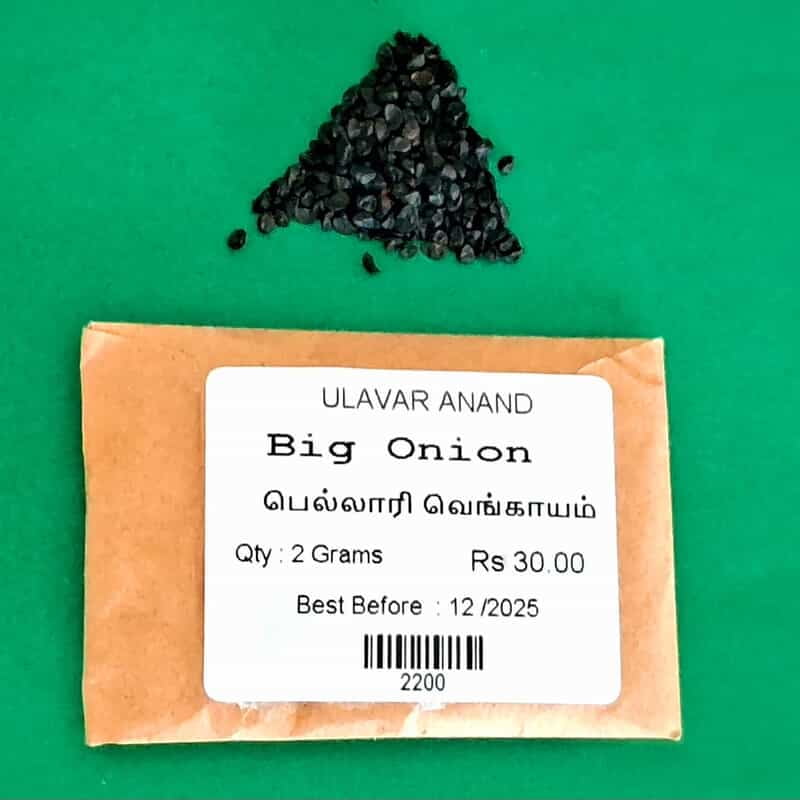 ULAVAR ANAND
Big Onion
பெல்லாரி வெங்காயம்
Qty : 2 Grams Rs 30.00
Best Before : 12 /2025
2200